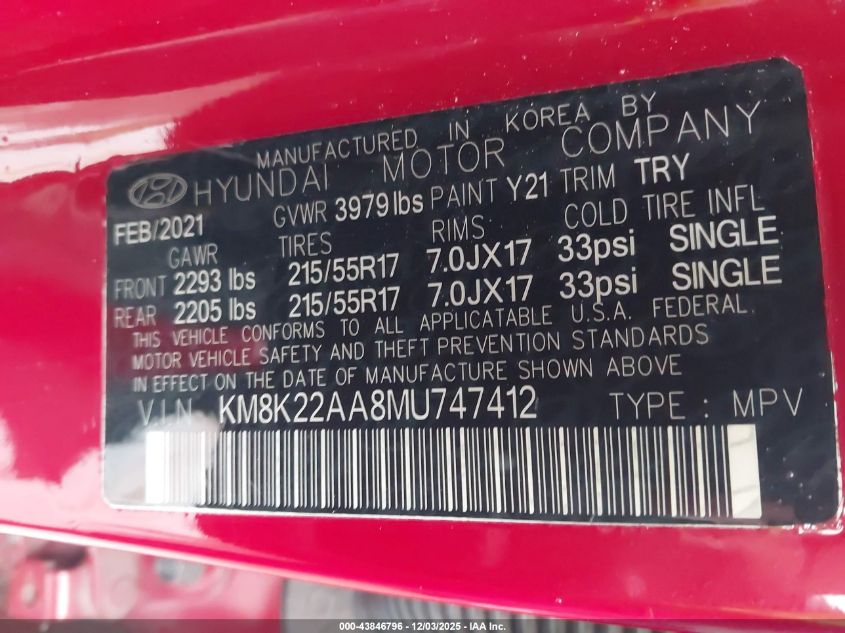 MANUFACTURED IN KOREA BY
HYUNDAI MOTOR COMPANY
FEB/2021 GVWR 3979 lbs PAINT Y21 TRIM TRY
GAWR TIRES RIMS COLD TIRE INFL
FRONT 2293 lbs 215/55R17 7.0JX17 33psi SINGLE
REAR 2205 lbs 215/55R17 7.0JX17 33psi SINGLE
THIS VEHICLE CONFORMS TO ALL APPLICATABLE U.S.A. FEDERAL
MOTOR VEHICLE SAFETY AND THEFT PREVENTION STANDARDS
IN EFFECT ON THE DATE OF MANUFACTURE SHOWN ABOVE
V.I.N KM8K22AA8MU747412 TYPE : MPV
000-43846796 - 12/03/2025 - IAA Inc.